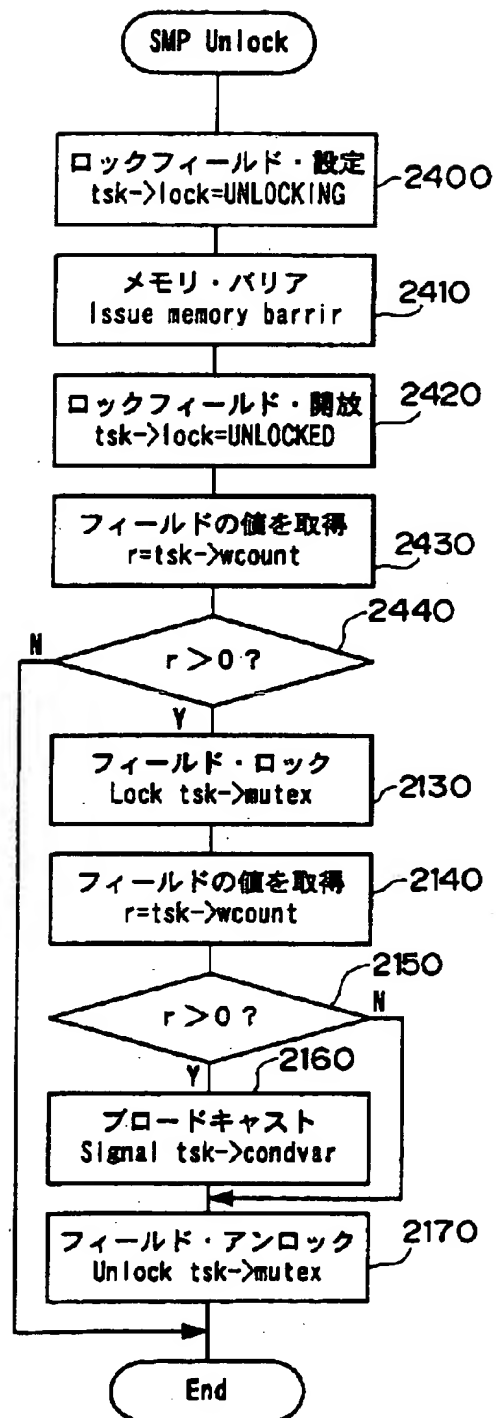 SMP Unlock
ロックフィールド・設定
tsk->lock=UNLOCKING
2400
メモリ・バリア
Issue memory barrir
2410
ロックフィールド・開放
tsk->lock=UNLOCKED
2420
フィールドの値を取得
r=tsk->wcount
2430
2440
N
r>0?
Y
フィールド・ロック
Lock tsk->mutex
2130
フィールドの値を取得
r=tsk->wcount
2140
2150
r>0?
N
Y
2160
ブロードキャスト
Signal tsk->condvar
フィールド・アンロック
Unlock tsk->mutex
2170
End